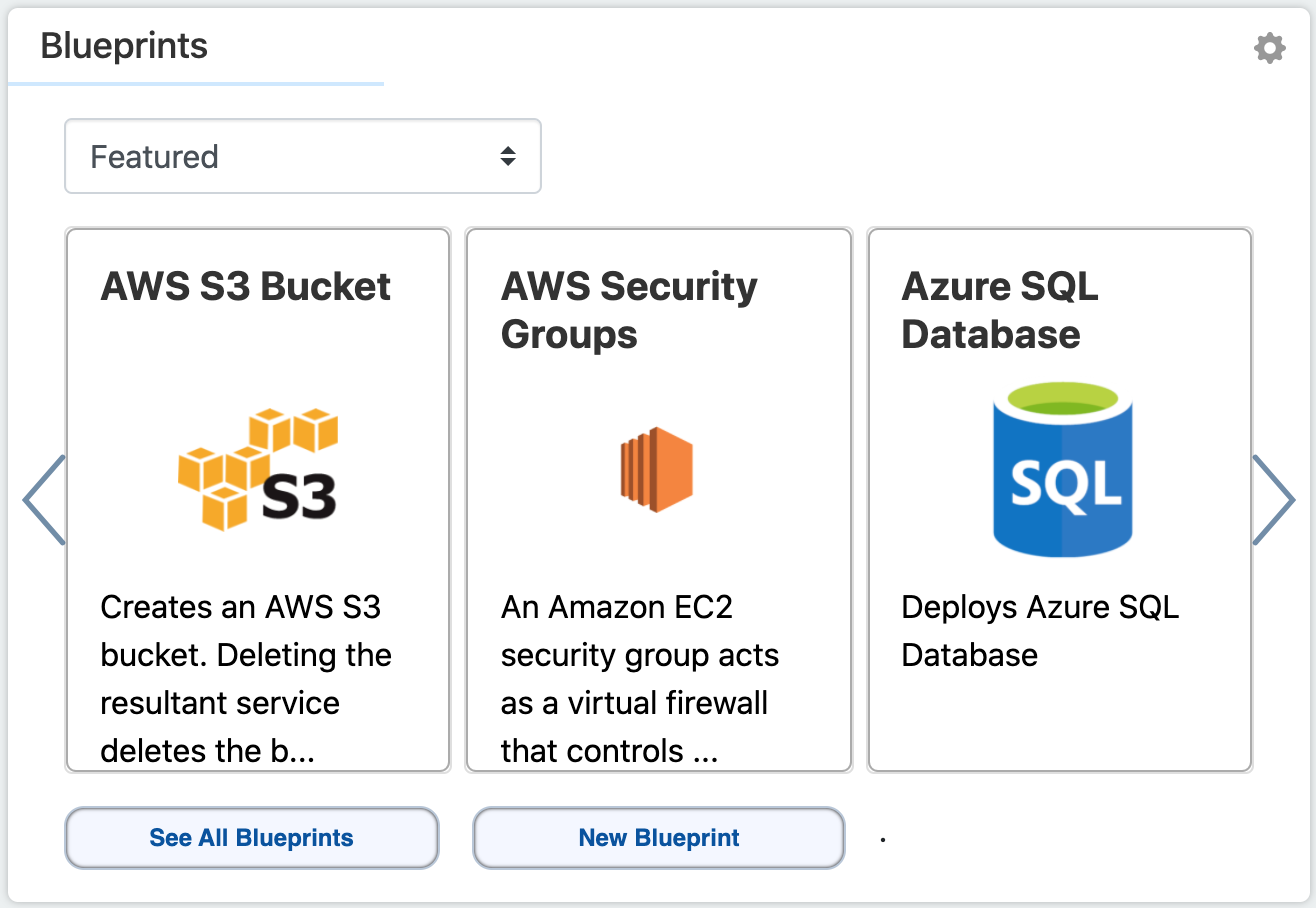 Blueprints
Featured
AWS S3 Bucket
S3
Creates an AWS S3
bucket. Deleting the
resultant service
deletes the b...
AWS Security
Groups
An Amazon EC2
security group acts
as a virtual firewall
that controls ...
Azure SQL
Database
SQL
Deploys Azure SQL
Database
See All Blueprints
New Blueprint
.